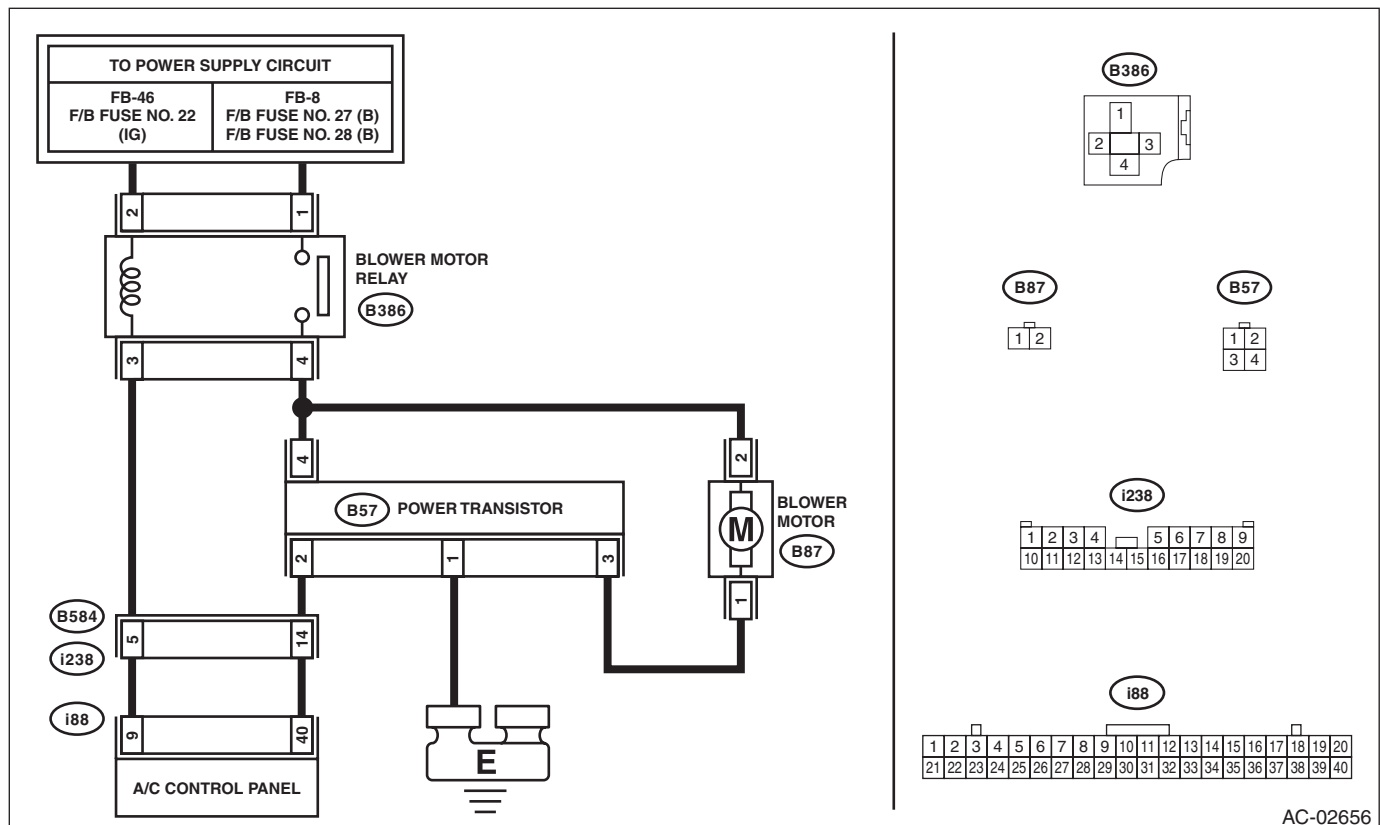 TO POWER SUPPLY CIRCUIT
FB-46
F/B FUSE NO. 22
(IG)
FB-8
F/B FUSE NO. 27 (B)
F/B FUSE NO. 28 (B)
2
1
BLOWER MOTOR
RELAY
B386
3
4
4
2
B57
POWER TRANSISTOR
M
BLOWER
MOTOR
B87
2
1
3
1
B584
5
14
i238
i88
9
40
E
A/C CONTROL PANEL
B386
1
2 3
4
B87
1 2
B57
1 2
3 4
i238
1 2 3 4 5 6 7 8 9
10 11 12 13 14 15 16 17 18 19 20
i88
1 2 3 4 5 6 7 8 9 10 11 12 13 14 15 16 17 18 19 20
21 22 23 24 25 26 27 28 29 30 31 32 33 34 35 36 37 38 39 40
AC-02656